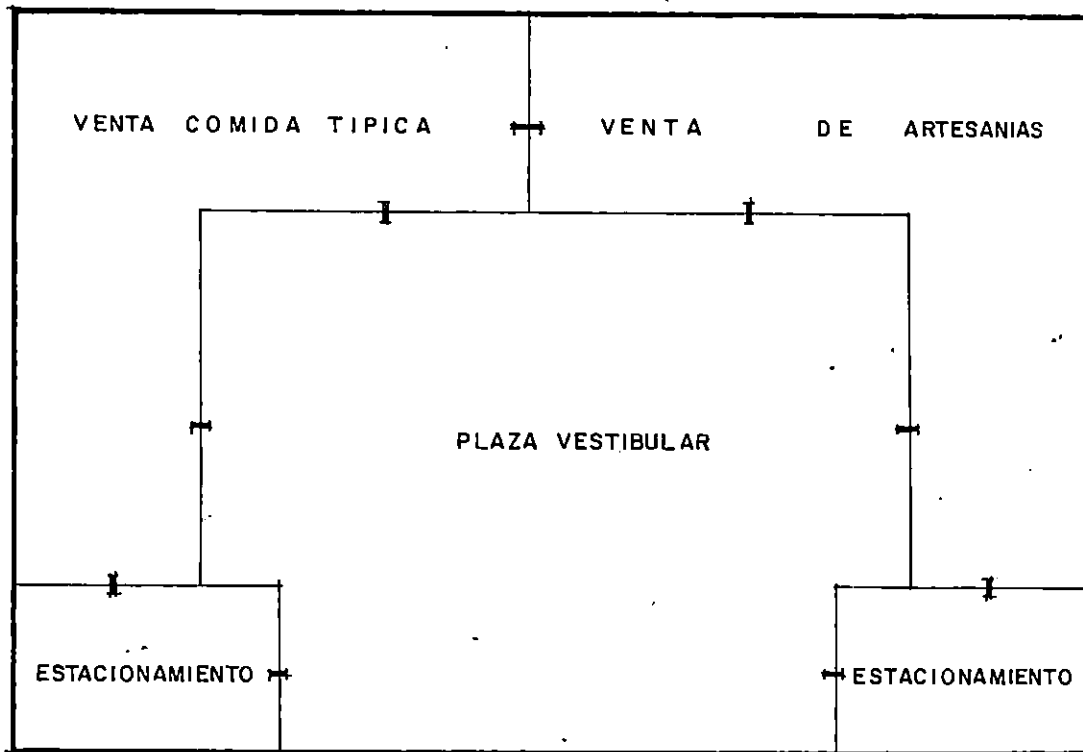 VENTA COMIDA TIPICA
VENTA DE ARTESANIAS
PLAZA VESTIBULAR
ESTACIONAMIENTO
ESTACIONAMIENTO